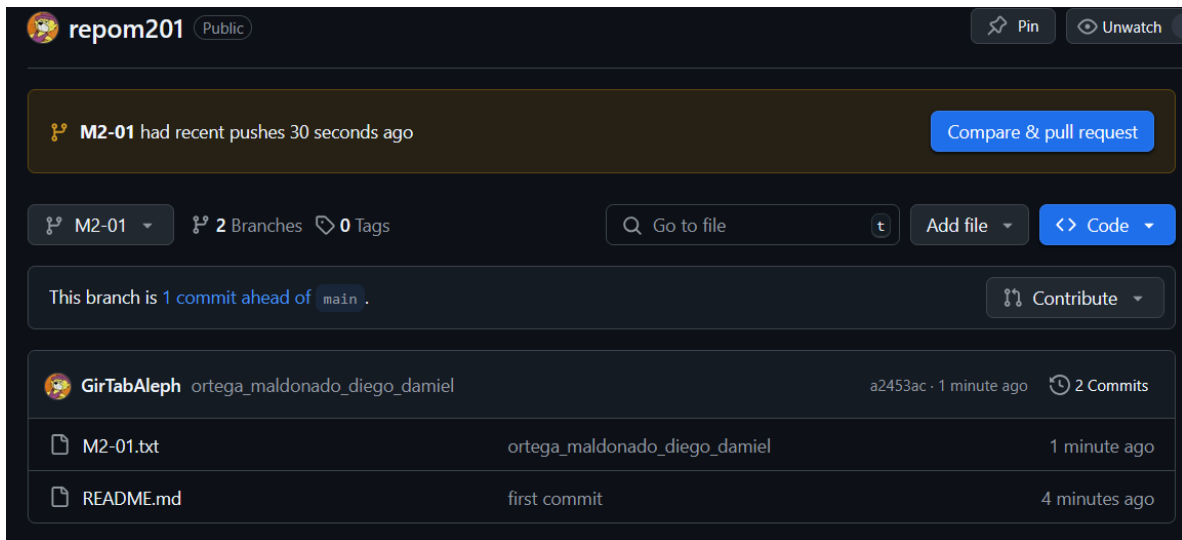 repom201 Public Pin Unwatch
M2-01 had recent pushes 30 seconds ago Compare & pull request
M2-01 2 Branches 0 Tags Go to file t Add file Code
This branch is 1 commit ahead of main . Contribute
GirTabAleph ortega_maldonado_diego_damiel a2453ac · 1 minute ago 2 Commits
M2-01.txt ortega_maldonado_diego_damiel 1 minute ago
README.md first commit 4 minutes ago